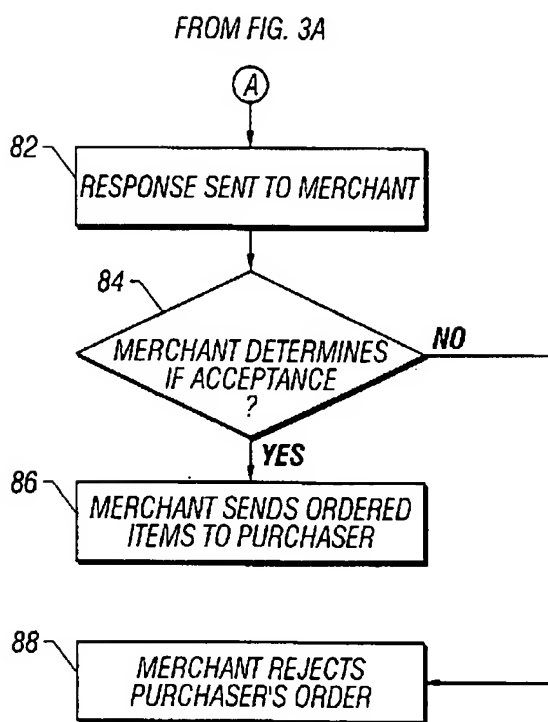 FROM FIG. 3A
A
82
RESPONSE SENT TO MERCHANT
84
MERCHANT DETERMINES
IF ACCEPTANCE
?
NO
YES
86
MERCHANT SENDS ORDERED
ITEMS TO PURCHASER
88
MERCHANT REJECTS
PURCHASER'S ORDER